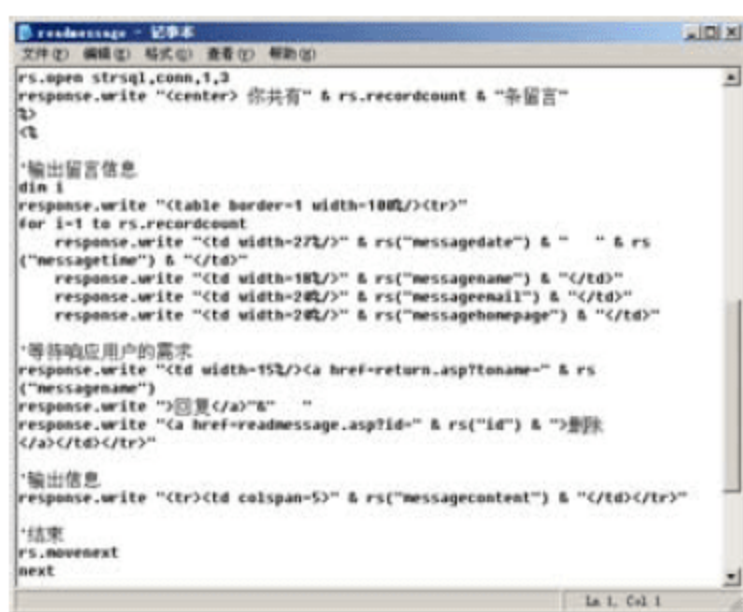 readmessage - 记事本
文件(F) 编辑(E) 格式(O) 查看(V) 帮助(H)
rs.open strsql,conn,1,3
response.write "<center> 你共有" & rs.recordcount & "条留言"
%>
<%
'输出留言信息
dim i
response.write "<table border=1 width=100%/><tr>"
for i=1 to rs.recordcount
response.write "<td width=27%/>" & rs("messagedate") & "   " & rs
("messagetime") & "</td>"
response.write "<td width=18%/>" & rs("messagename") & "</td>"
response.write "<td width=20%/>" & rs("messageemail") & "</td>"
response.write "<td width=20%/>" & rs("messagehomepage") & "</td>"
'等待响应用户的需求
response.write "<td width=15%/><a href=return.asp?toname=" & rs
("messagename")
response.write ">回复</a>"&"   "
response.write "<a href=readmessage.asp?id=" & rs("id") & ">删除
</a></td></tr>"
'输出信息
response.write "<tr><td colspan=5>" & rs("messagecontent") & "</td></tr>"
'结束
rs.movenext
next
Ln 1, Col 1